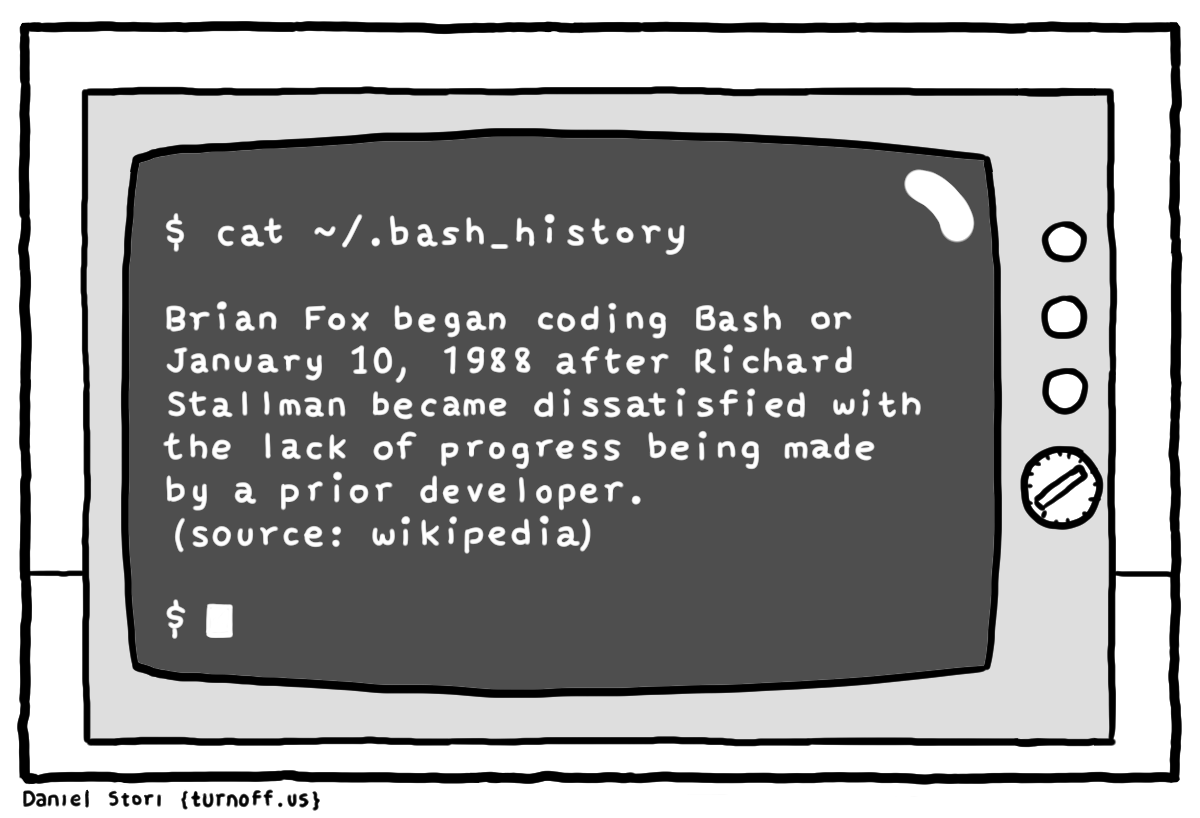 $ cat ~/.bash_history
Brian Fox began coding Bash or
January 10, 1988 after Richard
Stallman became dissatisfied with
the lack of progress being made
by a prior developer.
(source: wikipedia)
$
Daniel Stori {turnoff.us}